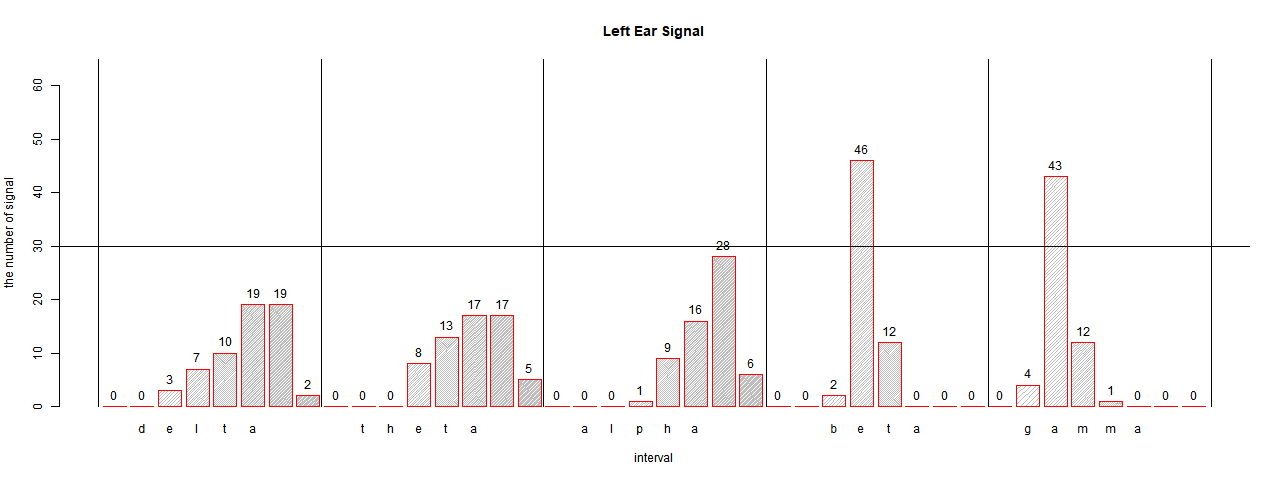 Left Ear Signal
the number of signal
60
50
40
30
20
10
0
0 0 3 7 10 19 19 2 0 0 0 8 13 17 17 5 0 0 0 1 9 16 28 6 0 0 2 46 12 0 0 0 0 4 43 12 1 0 0 0
d e l t a t h e t a a l p h a b e t a g a m m a
interval